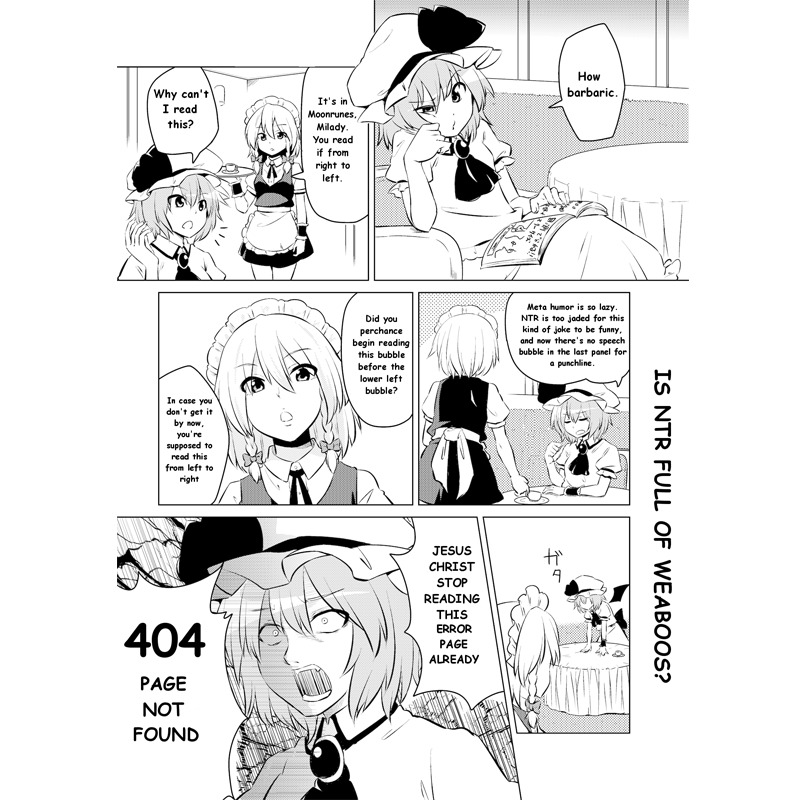 Why can't
I read
this?
It's in
Moonrunes,
Milady.
You read
if from
right to
left.
How
barbaric.
In case you
don't get it
by now,
you're
supposed to
read this
from left to
right
Did you
perchance
begin reading
this bubble
before the
lower left
bubble?
Meta humor is so lazy.
NTR is too jaded for this
kind of joke to be funny,
and now there's no speech
bubble in the last panel for
a punchline.
IS NTR FULL OF WEABOOS?
404
PAGE
NOT
FOUND
JESUS
CHRIST
STOP
READING
THIS
ERROR
PAGE
ALREADY
ガタ